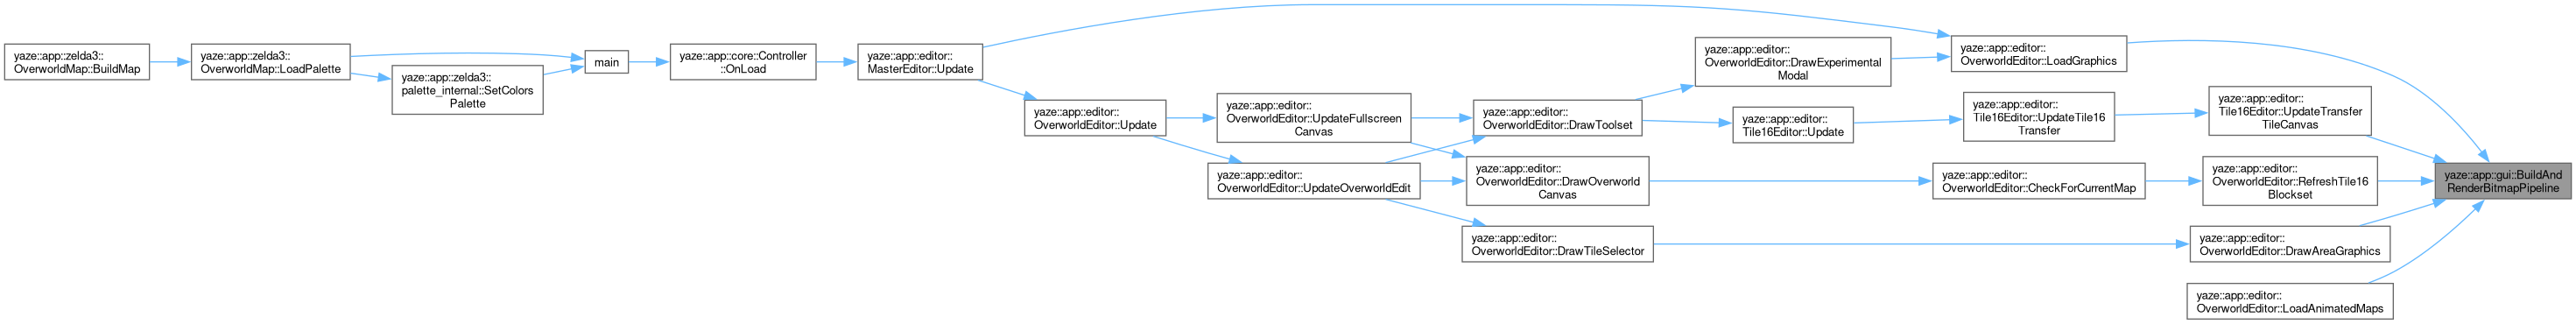 yaze::app::zelda3::
OverworldMap::BuildMap
yaze::app::zelda3::
OverworldMap::LoadPalette
yaze::app::zelda3::
palette_internal::SetColors
Palette
main
yaze::app::core::Controller
::OnLoad
yaze::app::editor::
MasterEditor::Update
yaze::app::editor::
OverworldEditor::Update
yaze::app::editor::
OverworldEditor::UpdateFullscreen
Canvas
yaze::app::editor::
OverworldEditor::UpdateOverworldEdit
yaze::app::editor::
OverworldEditor::DrawToolset
yaze::app::editor::
OverworldEditor::DrawOverworld
Canvas
yaze::app::editor::
OverworldEditor::DrawTileSelector
yaze::app::editor::
OverworldEditor::DrawExperimental
Modal
yaze::app::editor::
Tile16Editor::Update
yaze::app::editor::
OverworldEditor::LoadGraphics
yaze::app::editor::
Tile16Editor::UpdateTile16
Transfer
yaze::app::editor::
OverworldEditor::CheckForCurrentMap
yaze::app::editor::
Tile16Editor::UpdateTransfer
TileCanvas
yaze::app::editor::
OverworldEditor::RefreshTile16
Blockset
yaze::app::editor::
OverworldEditor::DrawAreaGraphics
yaze::app::editor::
OverworldEditor::LoadAnimatedMaps
yaze::app::gui::BuildAnd
RenderBitmapPipeline